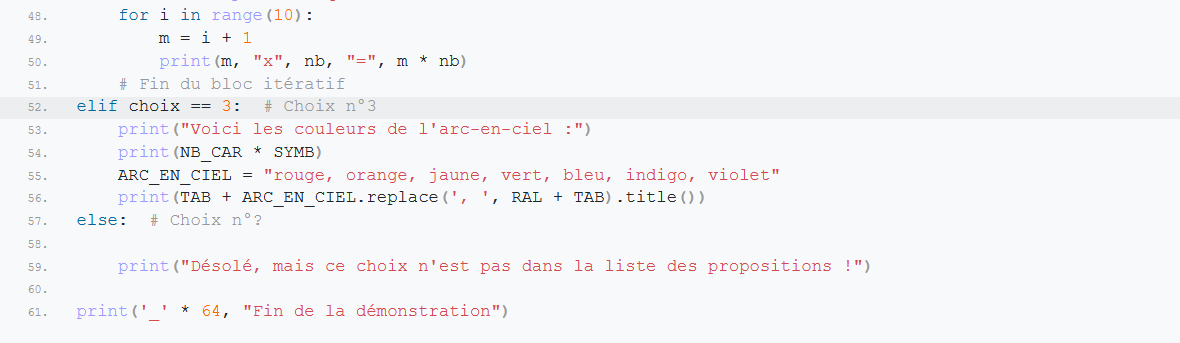 48.       for i in range(10):
49.           m = i + 1
50.           print(m, "x", nb, "=", m * nb)
51.       # Fin du bloc itératif
52.   elif choix == 3:  # Choix n°3
53.       print("Voici les couleurs de l'arc-en-ciel :")
54.       print(NB_CAR * SYMB)
55.       ARC_EN_CIEL = "rouge, orange, jaune, vert, bleu, indigo, violet"
56.       print(TAB + ARC_EN_CIEL.replace(', ', RAL + TAB).title())
57.   else:  # Choix n°?
58.
59.       print("Désolé, mais ce choix n'est pas dans la liste des propositions !")
60.
61.   print('_' * 64, "Fin de la démonstration")